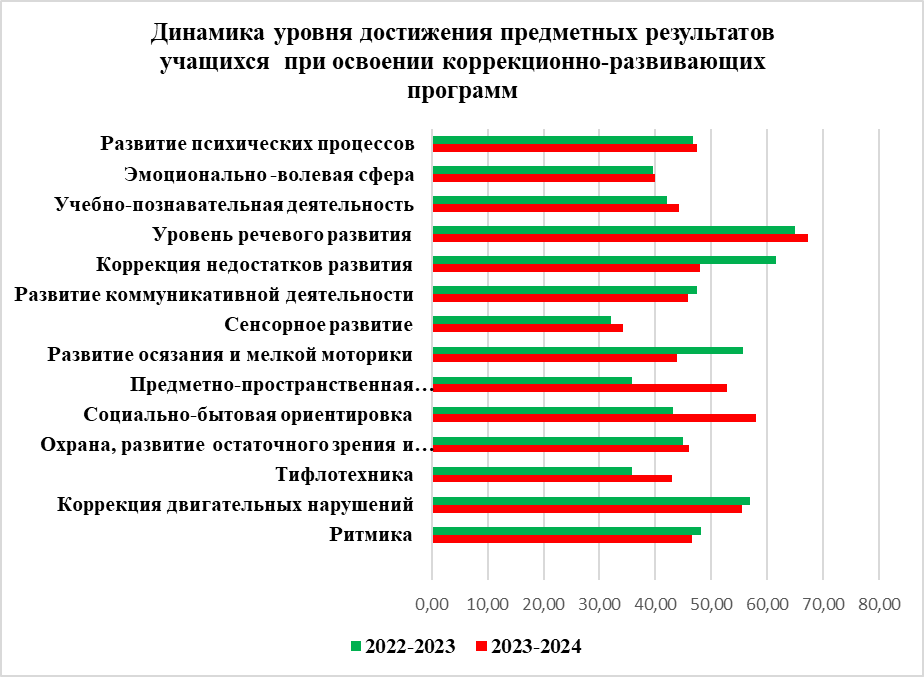 Динамика уровня достижения предметных результатов
учащихся при освоении коррекционно-развивающих
программ
Развитие психических процессов
Эмоционально -волевая сфера
Учебно-познавательная деятельность
Уровень речевого развития
Коррекция недостатков развития
Развитие коммуникативной деятельности
Сенсорное развитие
Развитие осязания и мелкой моторики
Предметно-пространственная…
Социально-бытовая ориентировка
Охрана, развитие остаточного зрения и…
Тифлотехника
Коррекция двигательных нарушений
Ритмика
0,00 10,00 20,00 30,00 40,00 50,00 60,00 70,00 80,00
2022-2023 2023-2024